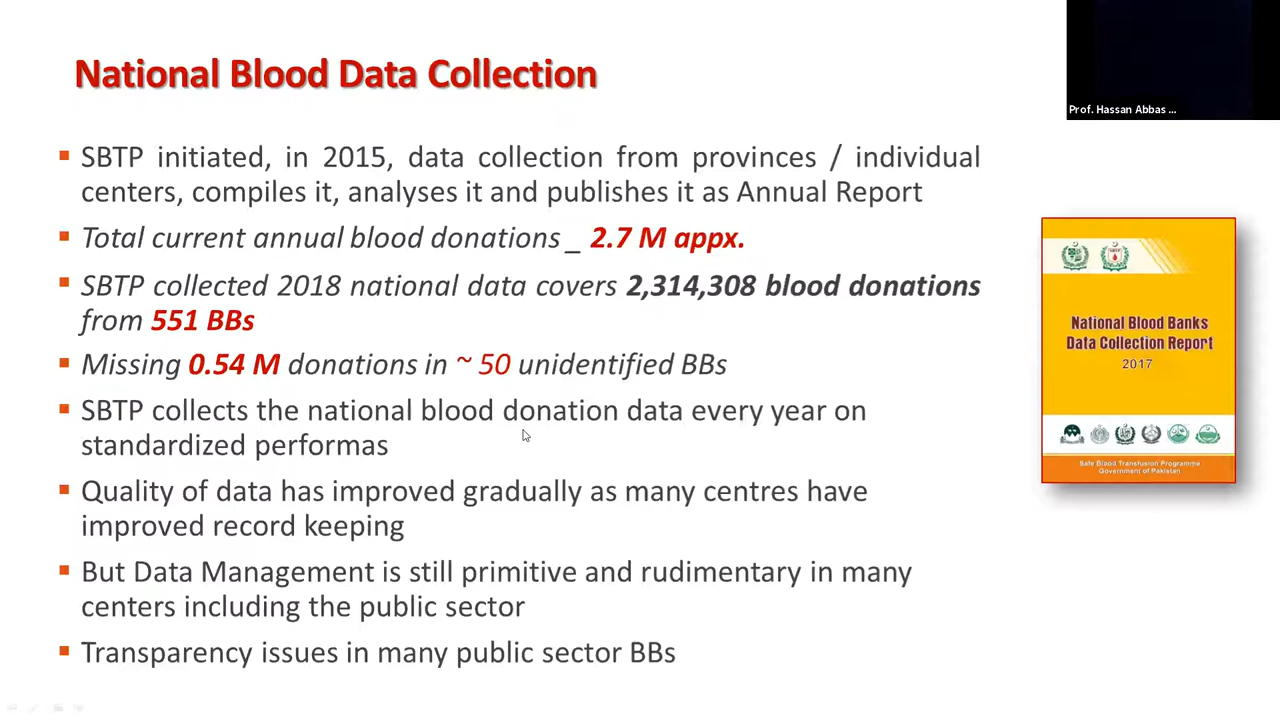 National Blood Data Collection
Prof. Hassan Abbas ...
▪ SBTP initiated, in 2015, data collection from provinces / individual
centers, compiles it, analyses it and publishes it as Annual Report
▪ Total current annual blood donations _ 2.7 M appx.
▪ SBTP collected 2018 national data covers 2,314,308 blood donations
from 551 BBs
▪ Missing 0.54 M donations in ~ 50 unidentified BBs
▪ SBTP collects the national blood donation data every year on
standardized performas
▪ Quality of data has improved gradually as many centres have
improved record keeping
▪ But Data Management is still primitive and rudimentary in many
centers including the public sector
▪ Transparency issues in many public sector BBs
National Blood Banks
Data Collection Report
2017
Safe Blood Transfusion Programme
Government of Pakistan